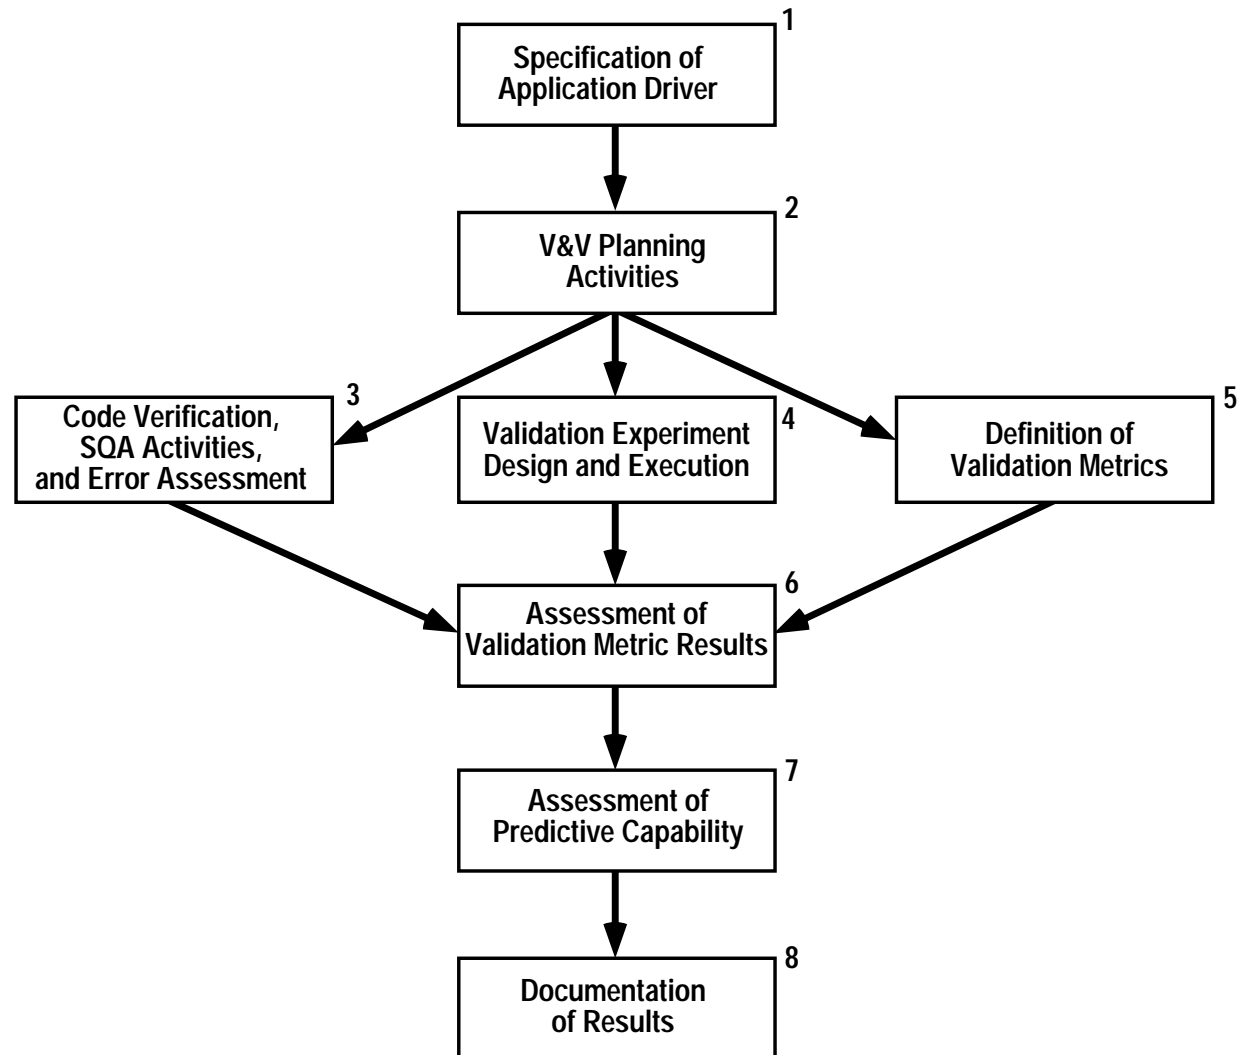 1
Specification of
Application Driver
2
V&V Planning
Activities
3
Code Verification,
SQA Activities,
and Error Assessment
4
Validation Experiment
Design and Execution
5
Definition of
Validation Metrics
6
Assessment of
Validation Metric Results
7
Assessment of
Predictive Capability
8
Documentation
of Results